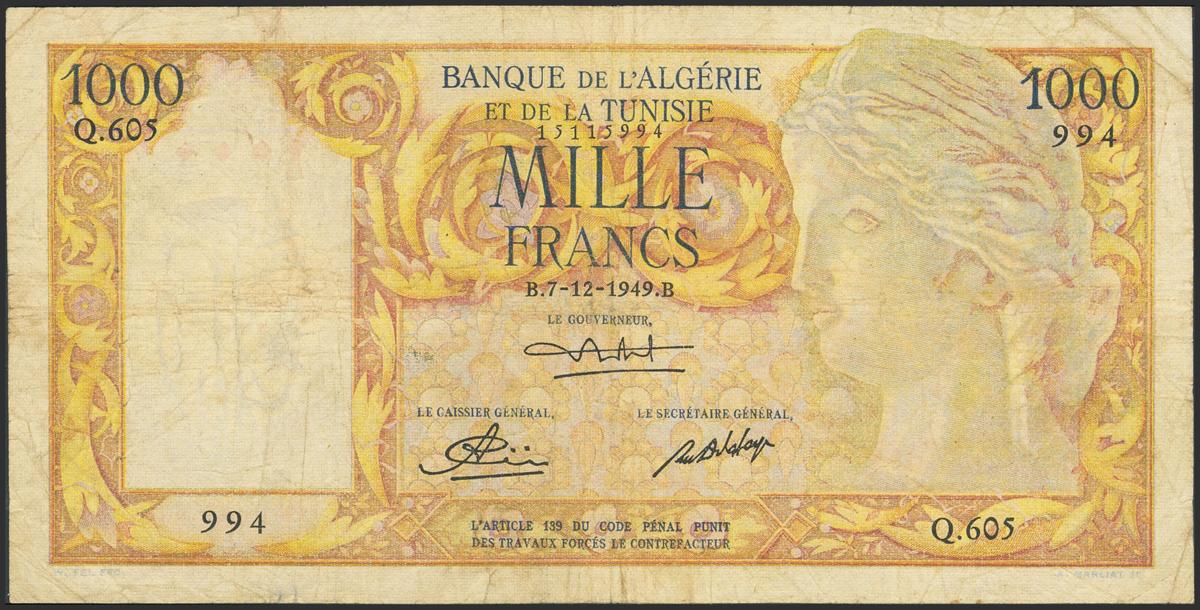 1000
Q.605
BANQUE DE L'ALGÉRIE
ET DE LA TUNISIE
15115994
MILLE
FRANCS
B.7-12-1949.B
1000
994
LE GOUVERNEUR,
LE CAISSIER GÉNÉRAL,
LE SECRÉTAIRE GÉNÉRAL,
994
L'ARTICLE 139 DU CODE PÉNAL PUNIT
DES TRAVAUX FORCÉS LE CONTREFACTEUR
Q.605
MARLIAT